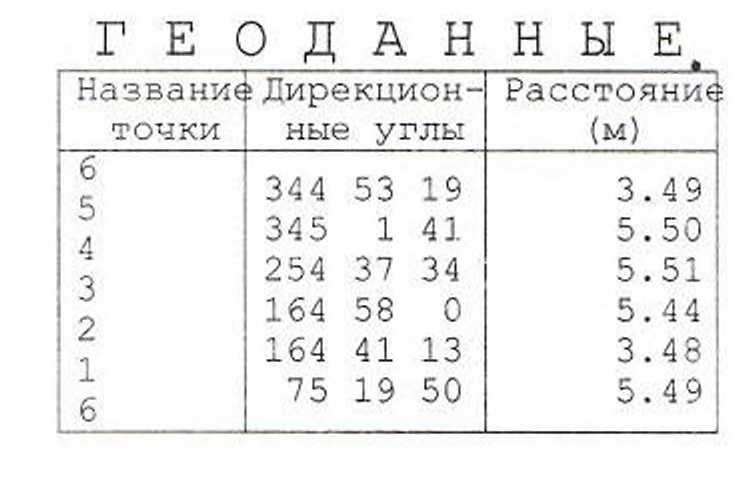 ГЕОДАННЫЕ
Название Дирекцион- Расстояние
точки ные углы (м)
6
344 53 19 3.49
5
345 1 41 5.50
4
254 37 34 5.51
3
164 58 0 5.44
2
164 41 13 3.48
1
75 19 50 5.49
6